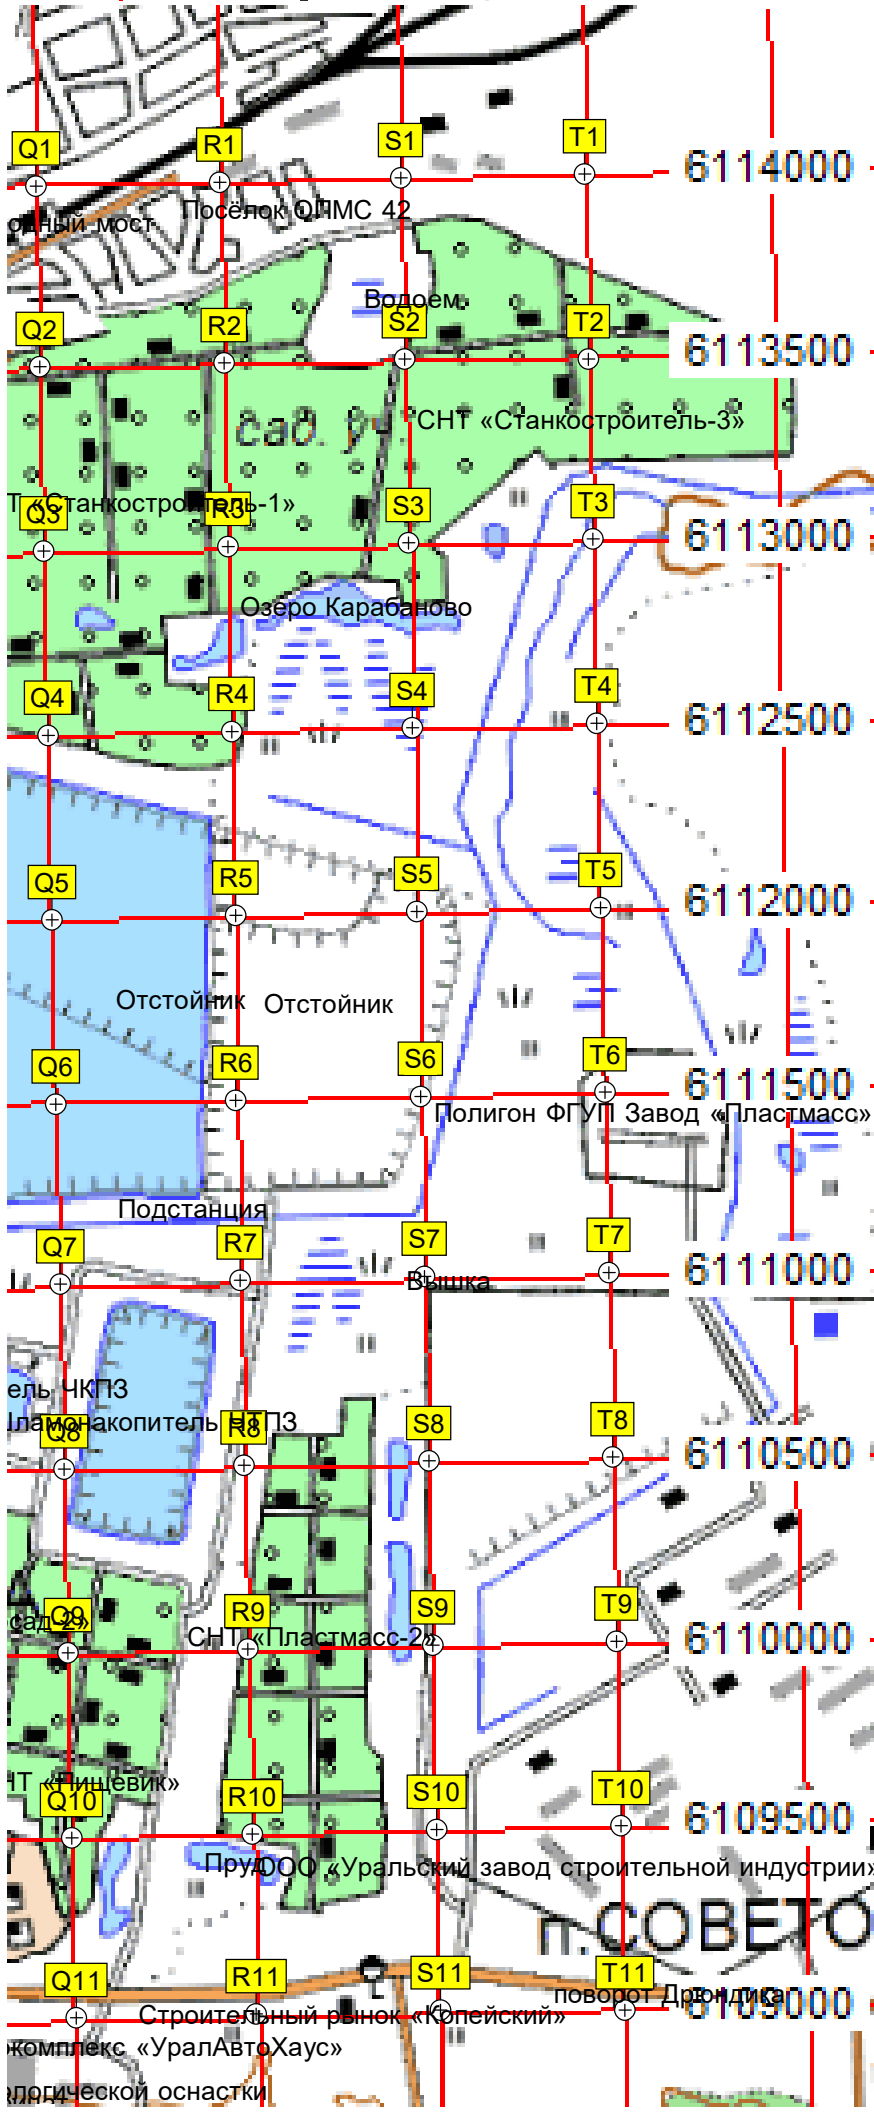 Q1 R1 S1 T1 6114000
Посёлок ОПМС 42
одный мост
Водоем
Q2 R2 S2 T2 6113500
сад. уч.
СНТ «Станкостроитель-3»
Т «Станкостроитель-1»
Q3 R3 S3 T3 6113000
Озеро Карабаново
Q4 R4 S4 T4 6112500
Q5 R5 S5 T5 6112000
Отстойник Отстойник
Q6 R6 S6 T6 6111500
Полигон ФГУП Завод «Пластмасс»
Подстанция
Q7 R7 S7 T7 6111000
Вышка
ель ЧКПЗ
Шламонакопитель ЧТПЗ
Q8 R8 S8 T8 6110500
Q9 R9 S9 T9 6110000
сад-2»
СНТ «Пластмасс-2»
НТ «Пищевик»
Q10 R10 S10 T10 6109500
Пруд ООО «Уральский завод строительной индустрии»
п.СОВЕТО
Q11 R11 S11 T11 6109000
поворот Дрюндика
Строительный рынок «Копейский»
комплекс «УралАвтоХаус»
ологической оснастки